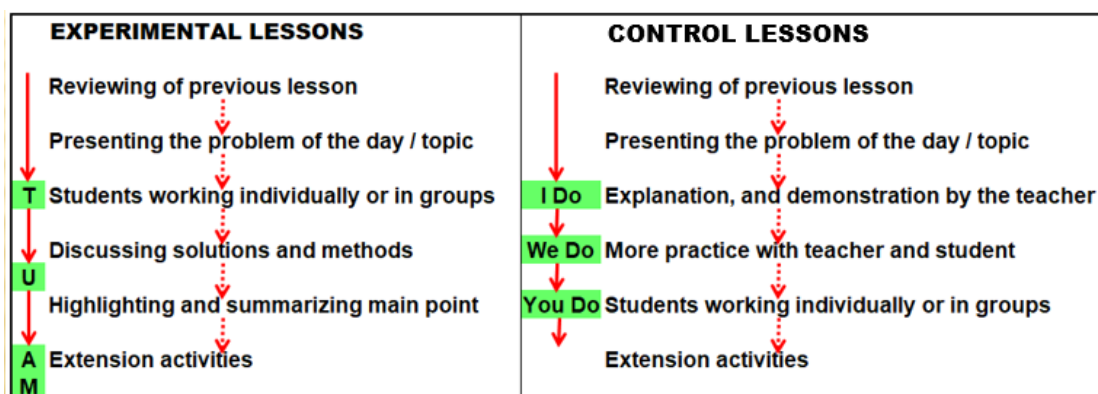 EXPERIMENTAL LESSONS
Reviewing of previous lesson
Presenting the problem of the day / topic
T Students working individually or in groups
Discussing solutions and methods
U
Highlighting and summarizing main point
A Extension activities
M
CONTROL LESSONS
Reviewing of previous lesson
Presenting the problem of the day / topic
I Do Explanation, and demonstration by the teacher
We Do More practice with teacher and student
You Do Students working individually or in groups
Extension activities